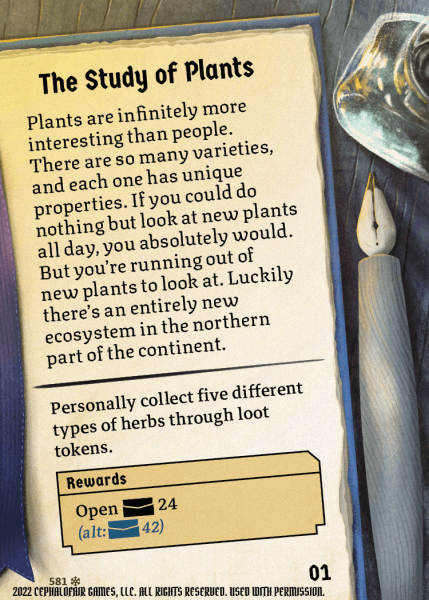 The Study of Plants
Plants are infinitely more
interesting than people.
There are so many varieties,
and each one has unique
properties. If you could do
nothing but look at new plants
all day, you absolutely would.
But you're running out of
new plants to look at. Luckily
there's an entirely new
ecosystem in the northern
part of the continent.
Personally collect five different
types of herbs through loot
tokens.
Rewards
Open 24
(alt: 42)
01
581
2022 CEPHALOFAIR GAMES, LLC. ALL RIGHTS RESERVED. USED WITH PERMISSION.